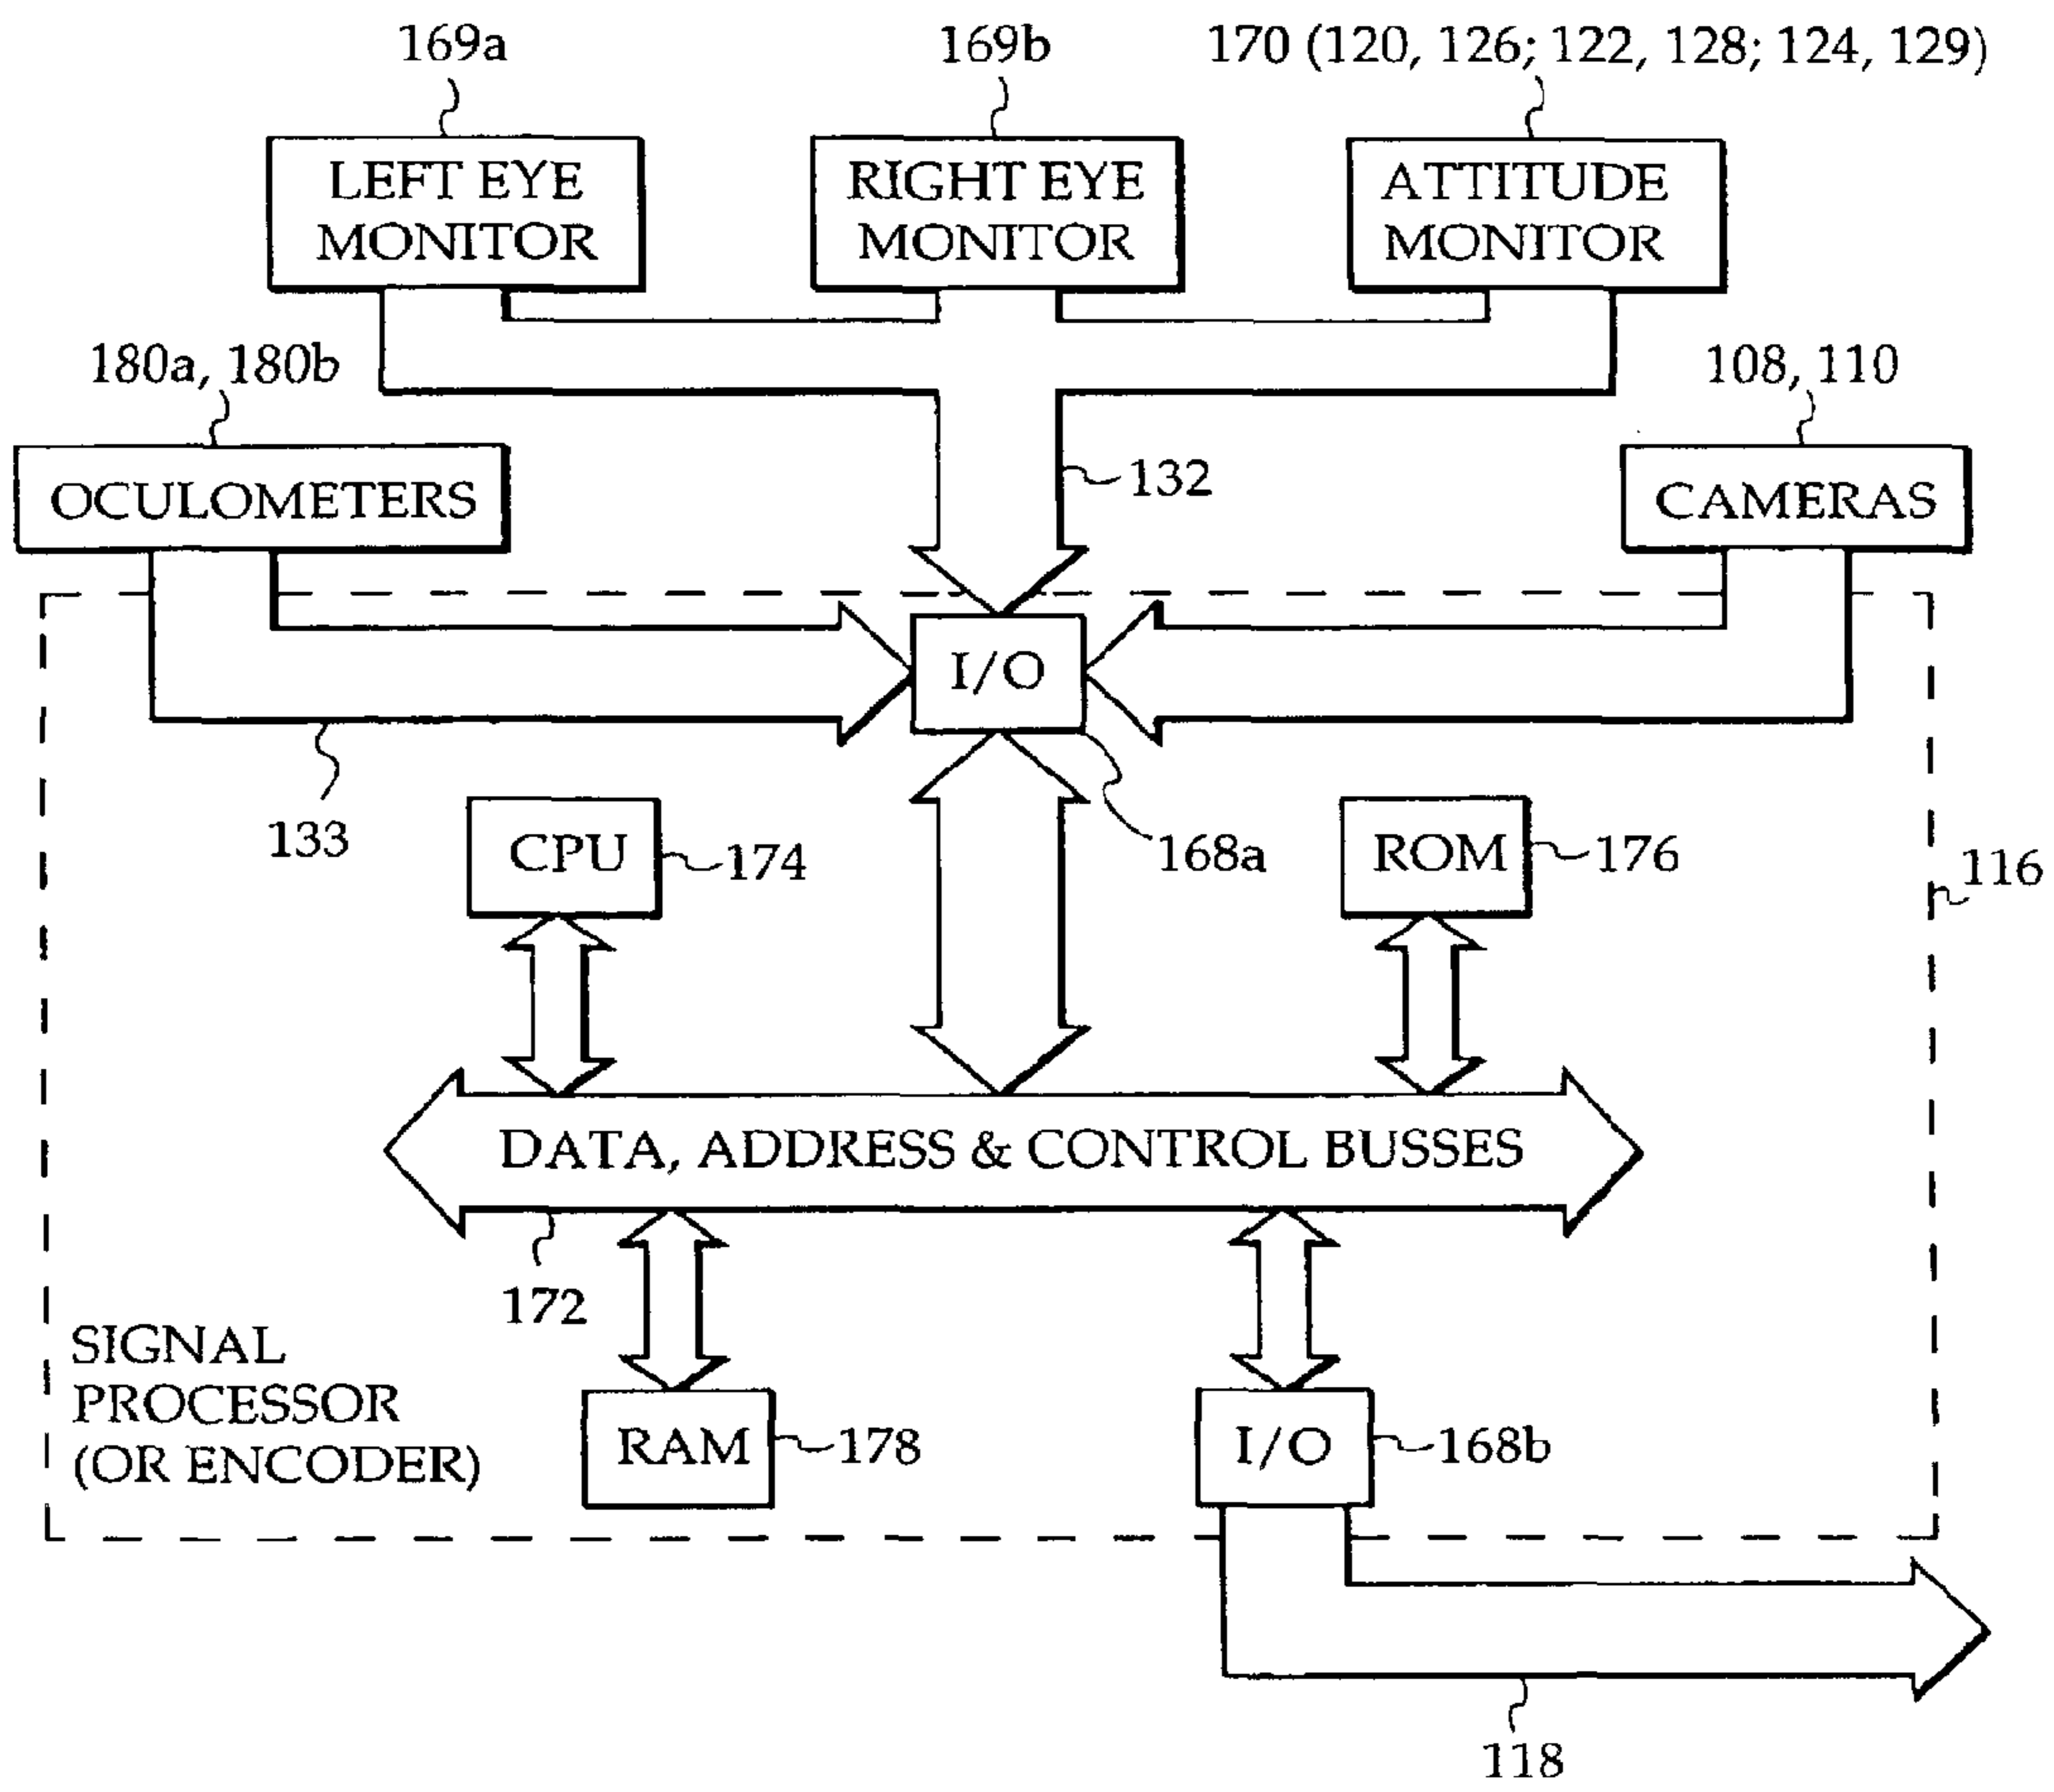 169a
169b
170 (120, 126; 122, 128; 124, 129)
LEFT EYE
MONITOR
RIGHT EYE
MONITOR
ATTITUDE
MONITOR
180a, 180b
108, 110
OCULOMETERS
132
CAMERAS
I/O
133
CPU
174
168a
ROM
176
116
DATA, ADDRESS & CONTROL BUSSES
172
SIGNAL
PROCESSOR
(OR ENCODER)
RAM
178
I/O
168b
118